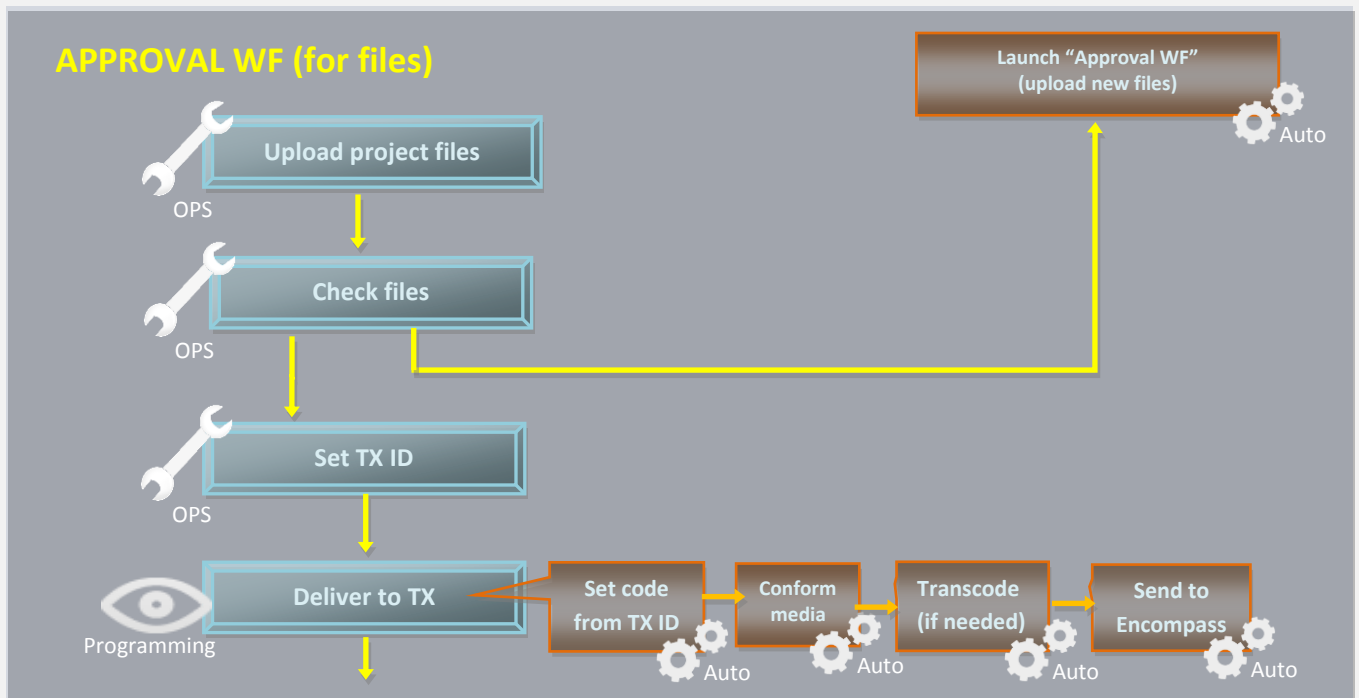 APPROVAL WF (for files)
Launch “Approval WF”
(upload new files)
Auto
Upload project files
OPS
Check files
OPS
Set TX ID
OPS
Deliver to TX
Programming
Set code
from TX ID
Auto
Conform
media
Auto
Transcode
(if needed)
Auto
Send to
Encompass
Auto